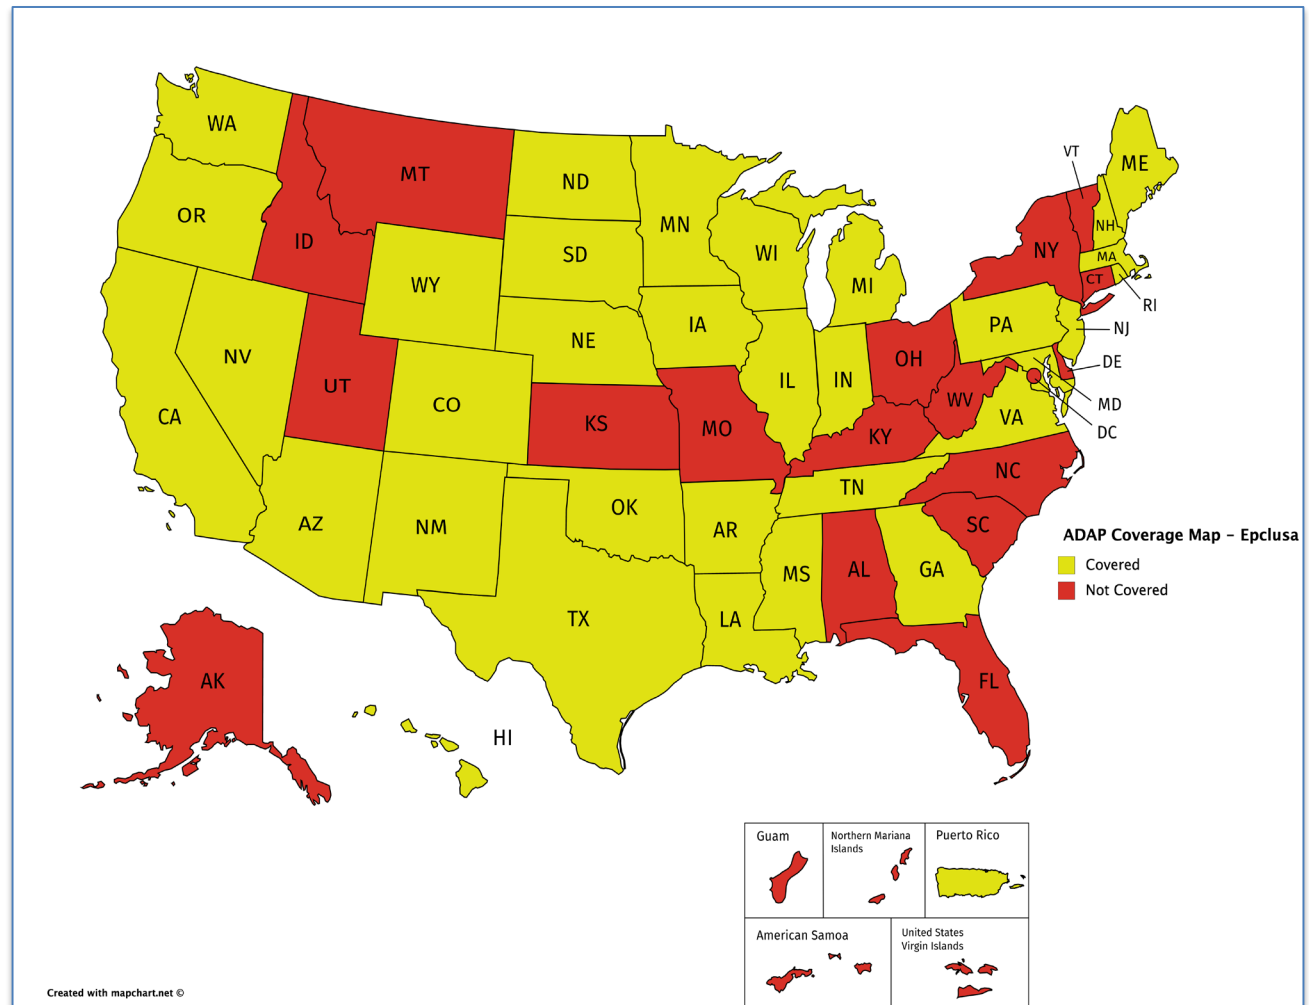 WA
MT
ND
MN
VT
ME
OR
ID
SD
WI
NH
NY
MA
WY
MI
CT
RI
IA
PA
NJ
NE
NV
OH
DE
UT
IL
IN
CO
WV
MD
CA
KS
MO
KY
VA
DC
NC
TN
OK
AZ
NM
AR
SC
ADAP Coverage Map – Epclusa
Covered
MS
AL
GA
Not Covered
TX
LA
AK
FL
HI
Guam
Northern Mariana
Islands
Puerto Rico
American Samoa
United States
Virgin Islands
Created with mapchart.net ©